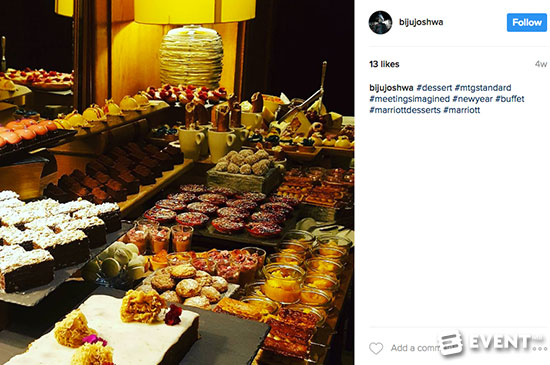 bijujoshwa
Follow
13 likes
4w
bijujoshwa #dessert #mtgstandard
#meetingsimagined #newyear #buffet
#marriottdesserts #marriott
Add a comm
EVENT